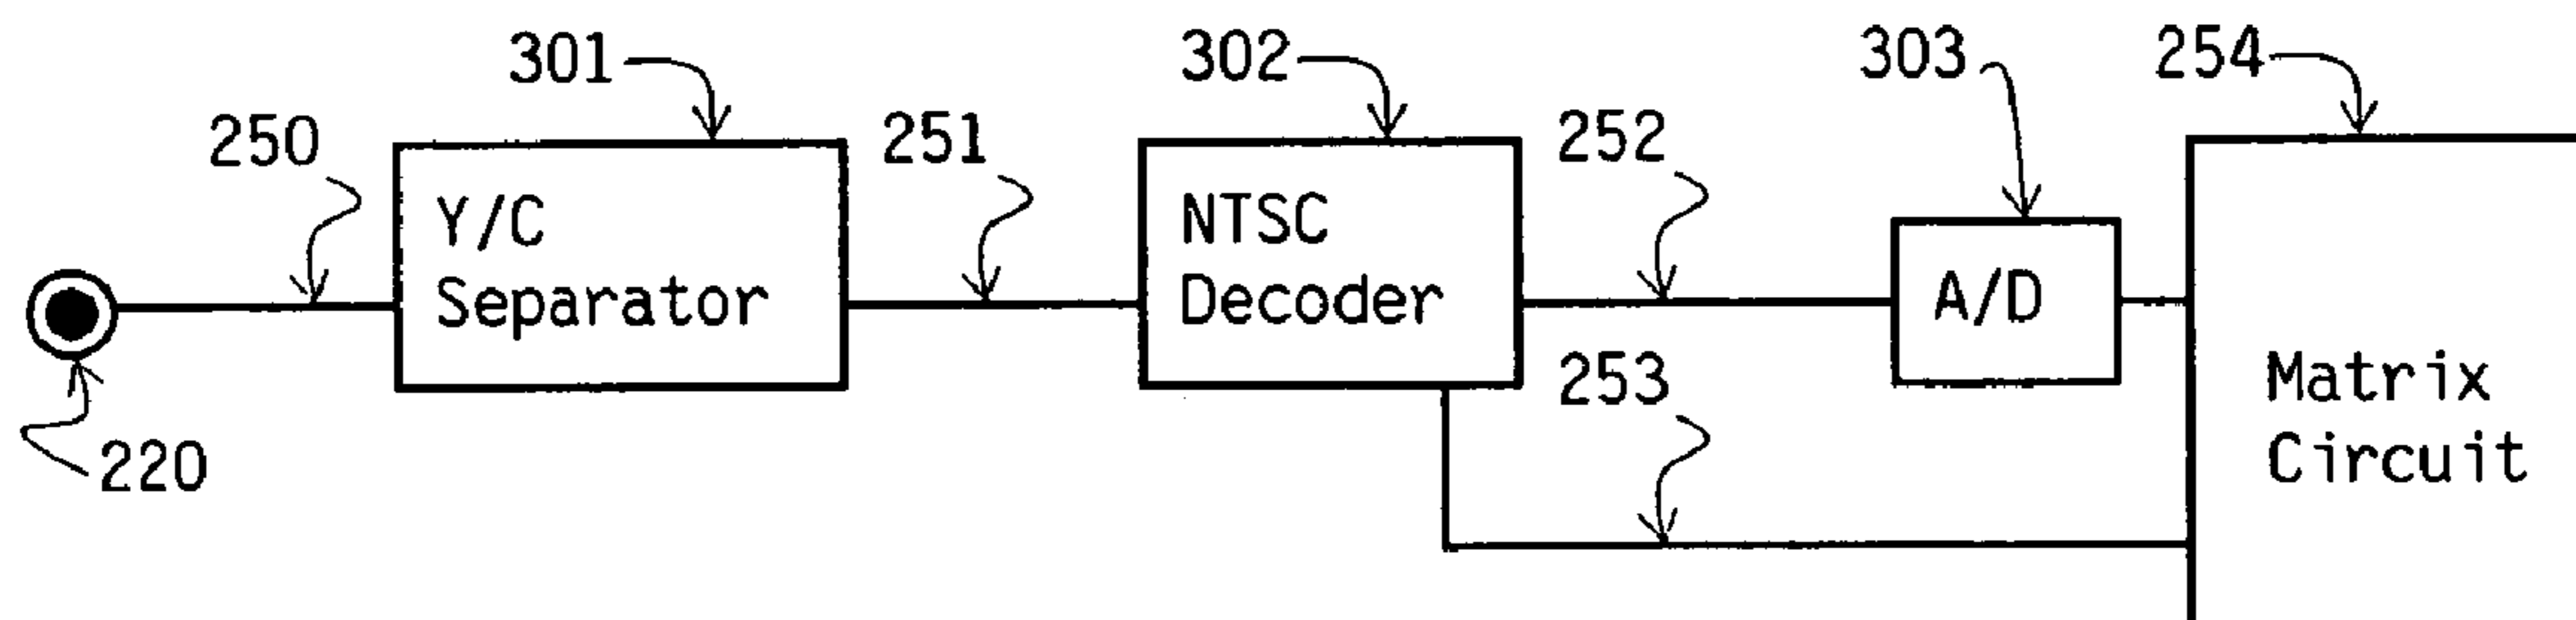 301
302
303
254
250
251
252
Y/C
Separator
NTSC
Decoder
A/D
253
Matrix
Circuit
220